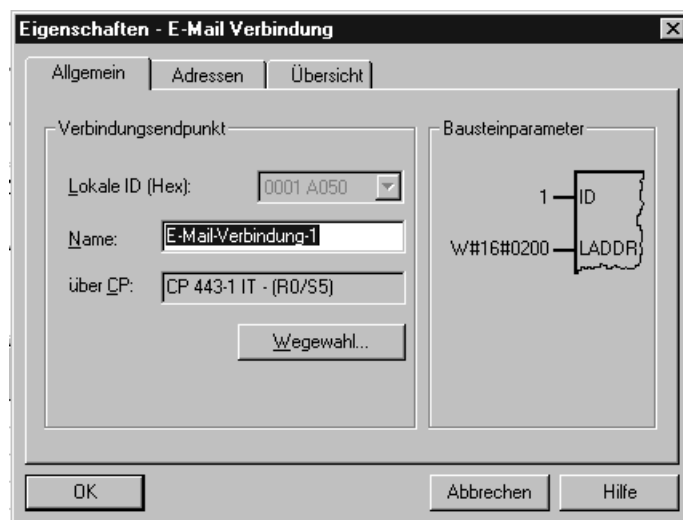 Eigenschaften - E-Mail Verbindung
Allgemein Adressen Übersicht
Verbindungsendpunkt
Lokale ID (Hex): 0001 A050
Name: E-Mail-Verbindung-1
über CP: CP 443-1 IT - (R0/S5)
Wegewahl...
Bausteinparameter
1 ID
W#16#0200 LADDR
OK Abbrechen Hilfe